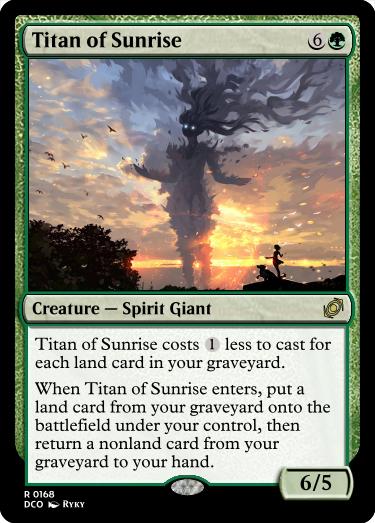 Titan of Sunrise 6
Creature — Spirit Giant
Titan of Sunrise costs 1 less to cast for
each land card in your graveyard.
When Titan of Sunrise enters, put a
land card from your graveyard onto the
battlefield under your control, then
return a nonland card from your
graveyard to your hand.
6/5
R 0168
DCO Ryky